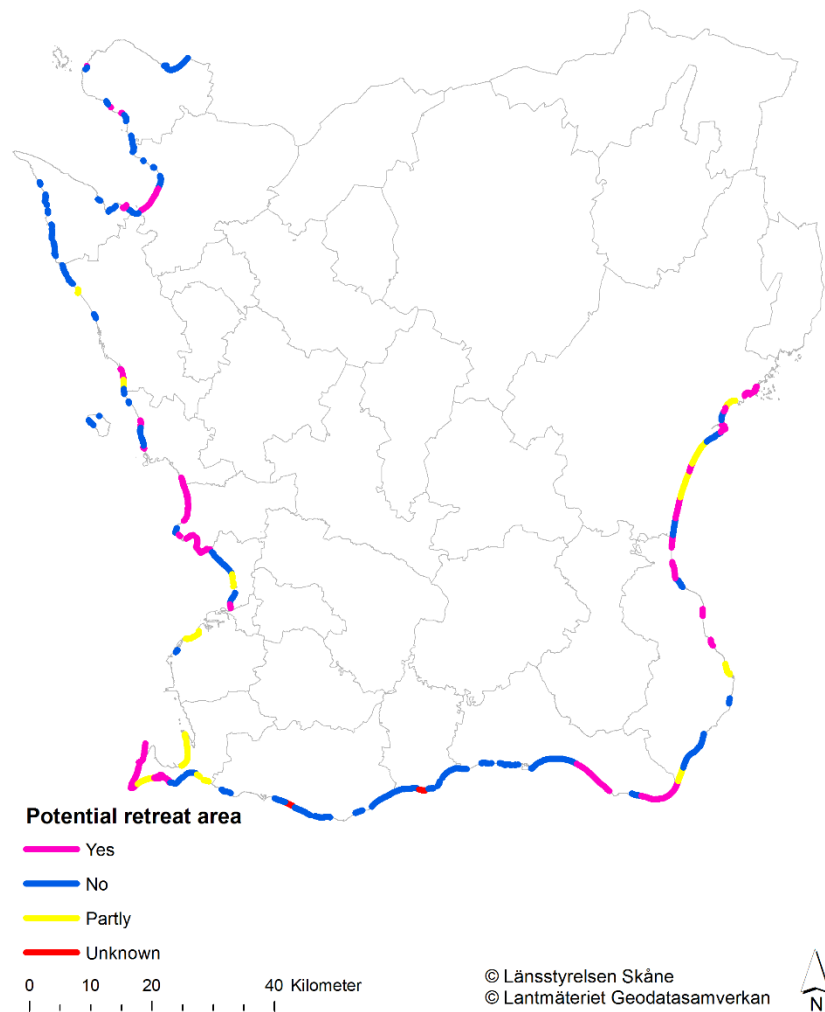 Potential retreat area
Yes
No
Partly
Unknown
0 10 20 40 Kilometer
© Länsstyrelsen Skåne
© Lantmäteriet Geodatasamverkan
N